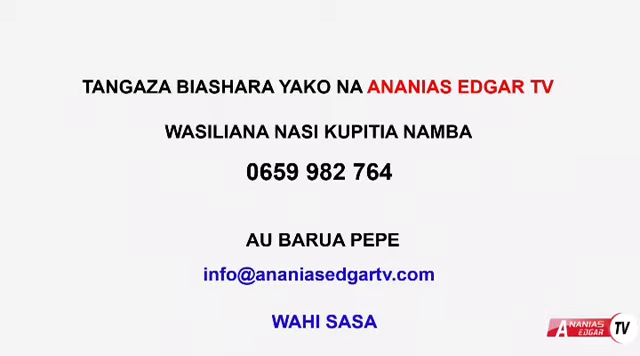 TANGAZA BIASHARA YAKO NA ANANIAS EDGAR TV
WASILIANA NASI KUPITIA NAMBA
0659 982 764
AU BARUA PEPE
info@ananiasedgartv.com
WAHI SASA
ANANIAS
EDGAR
TV